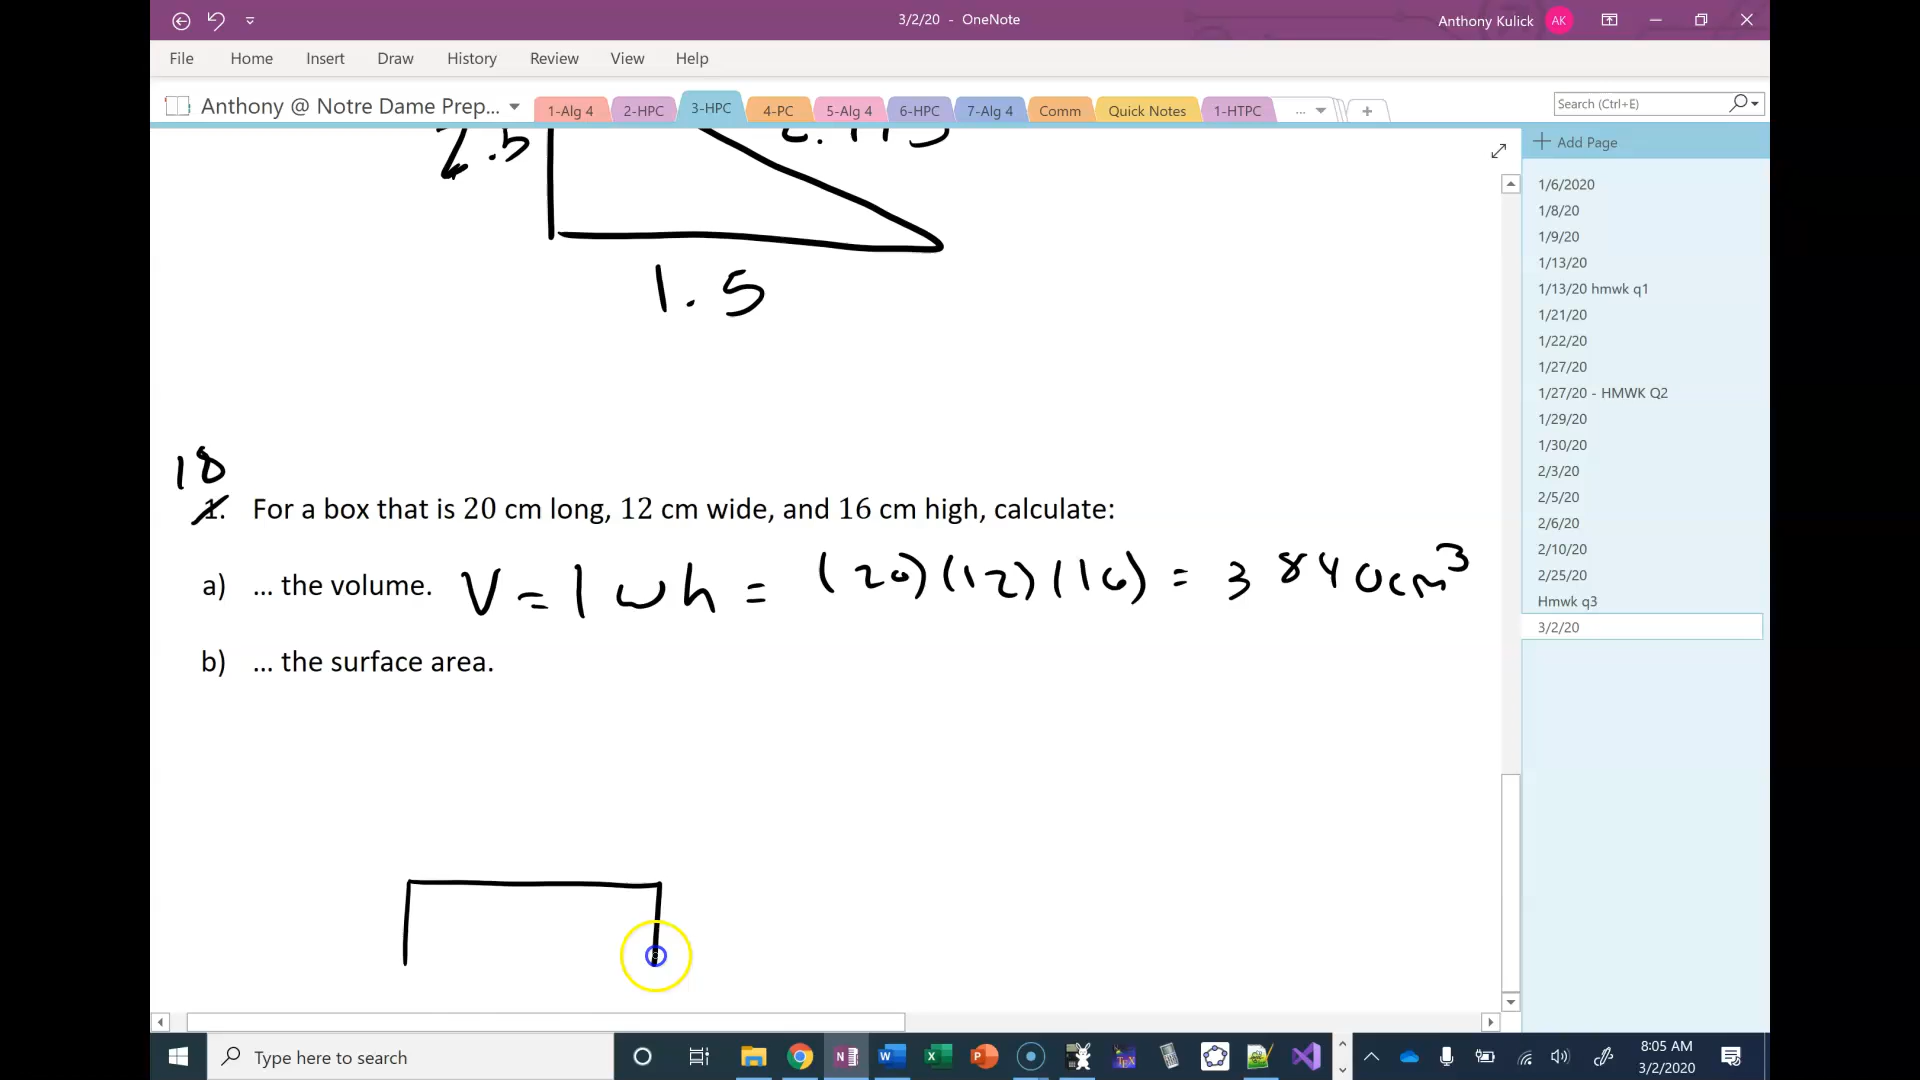 3/2/20 - OneNote
Anthony Kulick AK
File Home Insert Draw History Review View Help
Anthony @ Notre Dame Prep...
1-Alg 4 2-HPC 3-HPC 4-PC 5-Alg 4 6-HPC 7-Alg 4 Comm Quick Notes 1-HTPC ... +
Search (Ctrl+E)
Add Page
1/6/2020
1/8/20
1/9/20
1/13/20
1/13/20 hmwk q1
1/21/20
1/22/20
1/27/20
1/27/20 - HMWK Q2
1/29/20
1/30/20
2/3/20
2/5/20
2/6/20
2/10/20
2/25/20
Hmwk q3
3/2/20
2.5
1.5
18
1. For a box that is 20 cm long, 12 cm wide, and 16 cm high, calculate:
a) ... the volume. V = l w h = (20)(12)(16) = 3840cm³
b) ... the surface area.
Type here to search
8:05 AM
3/2/2020